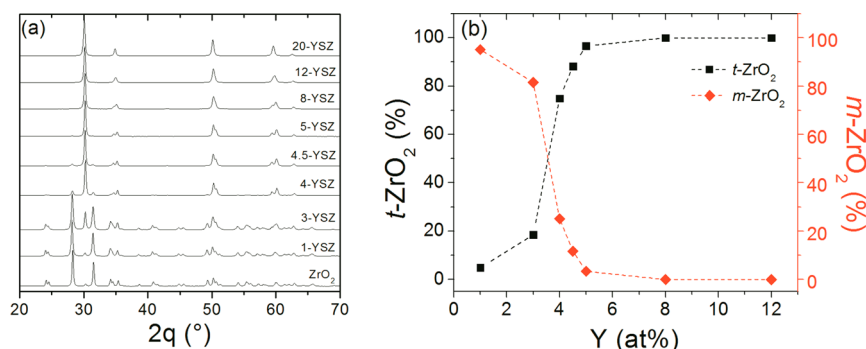 (a)
20-YSZ
12-YSZ
8-YSZ
5-YSZ
4.5-YSZ
4-YSZ
3-YSZ
1-YSZ
ZrO₂
20 30 40 50 60 70
2q (°)
(b)
100
80
60
40
20
0
t-ZrO₂ (%)
t-ZrO₂
m-ZrO₂
100
80
60
40
20
0
m-ZrO₂ (%)
0 2 4 6 8 10 12
Y (at%)